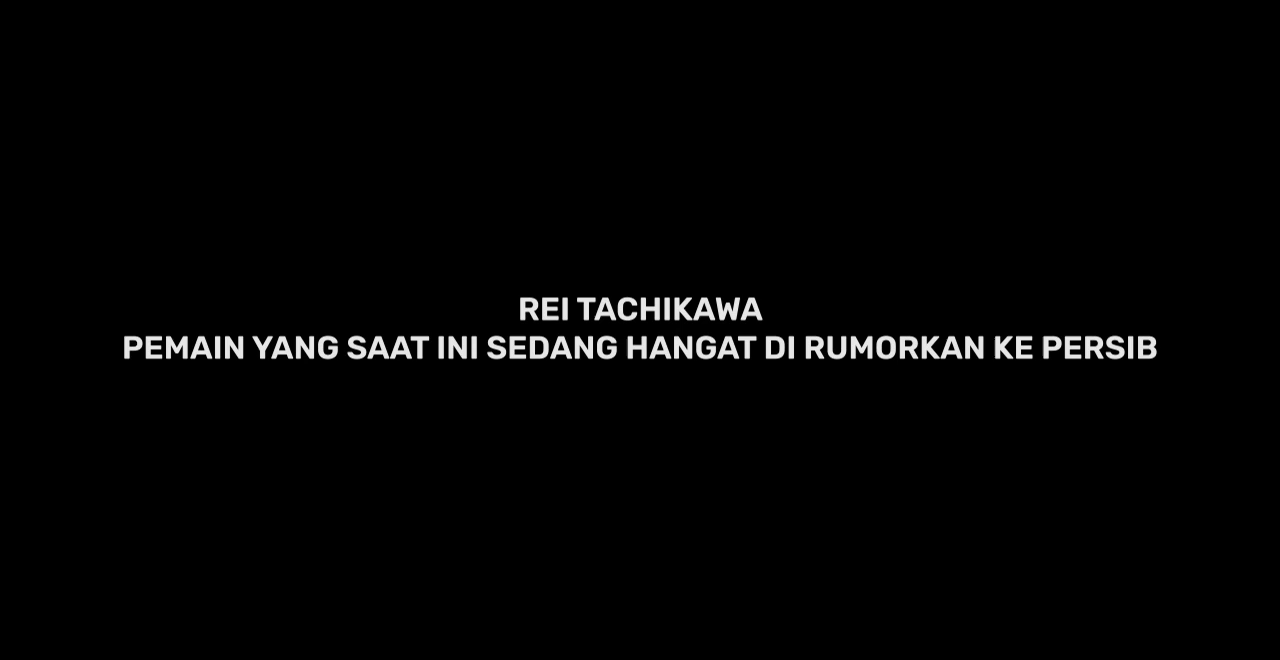 REI TACHIKAWA
PEMAIN YANG SAAT INI SEDANG HANGAT DI RUMORKAN KE PERSIB